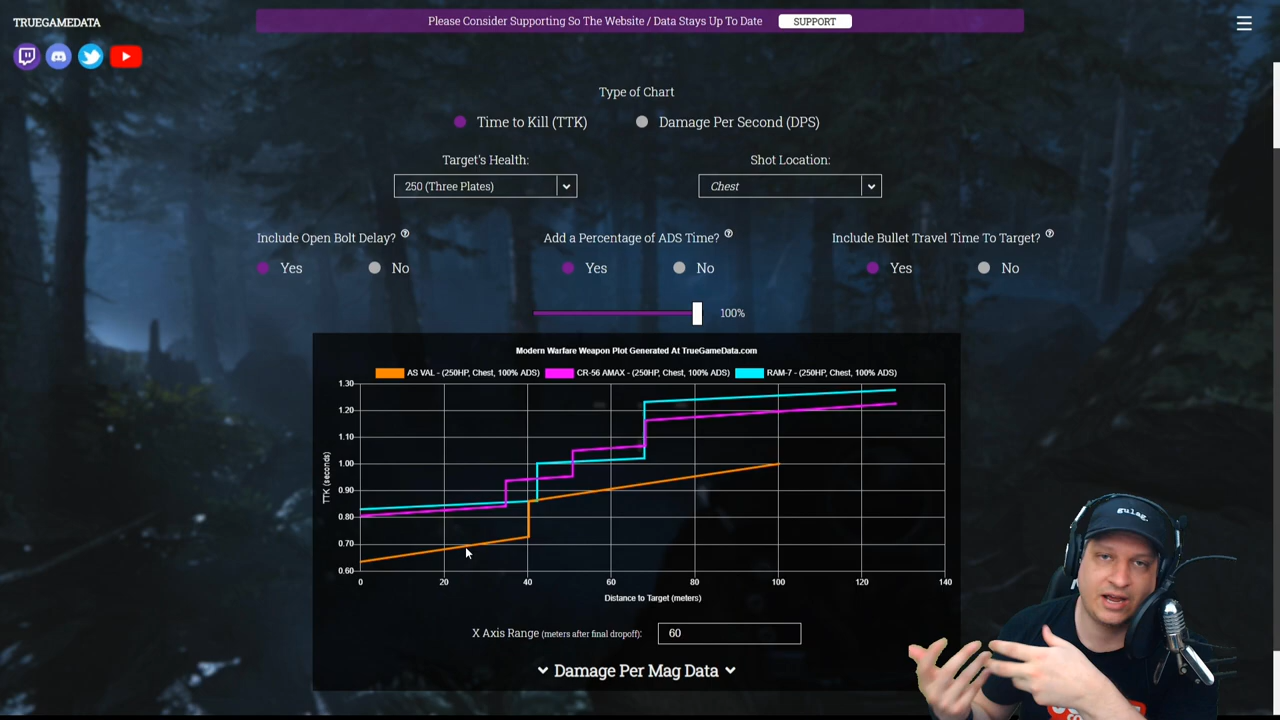 TRUEGAMEDATA
Please Consider Supporting So The Website / Data Stays Up To Date
SUPPORT
Type of Chart
Time to Kill (TTK)
Damage Per Second (DPS)
Target's Health:
Shot Location:
250 (Three Plates)
Chest
Include Open Bolt Delay?
Add a Percentage of ADS Time?
Include Bullet Travel Time To Target?
Yes
No
Yes
No
Yes
No
100%
Modern Warfare Weapon Plot Generated At TrueGameData.com
AS VAL - (250HP, Chest, 100% ADS)
CR-56 AMAX - (250HP, Chest, 100% ADS)
RAM-7 - (250HP, Chest, 100% ADS)
1.30
1.20
1.10
1.00
0.90
0.80
0.70
0.60
TTK (seconds)
0
20
40
60
80
100
120
140
Distance to Target (meters)
X Axis Range (meters after final dropoff):
60
Damage Per Mag Data
gulag.